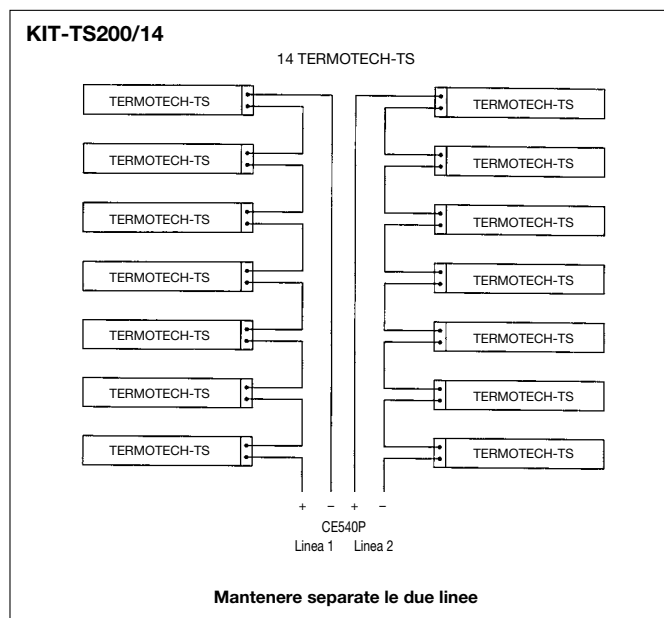 KIT-TS200/14
14 TERMOTECH-TS
TERMOTECH-TS
TERMOTECH-TS
TERMOTECH-TS
TERMOTECH-TS
TERMOTECH-TS
TERMOTECH-TS
TERMOTECH-TS
TERMOTECH-TS
TERMOTECH-TS
TERMOTECH-TS
TERMOTECH-TS
TERMOTECH-TS
TERMOTECH-TS
TERMOTECH-TS
+ − + −
CE540P
Linea 1 Linea 2
Mantenere separate le due linee